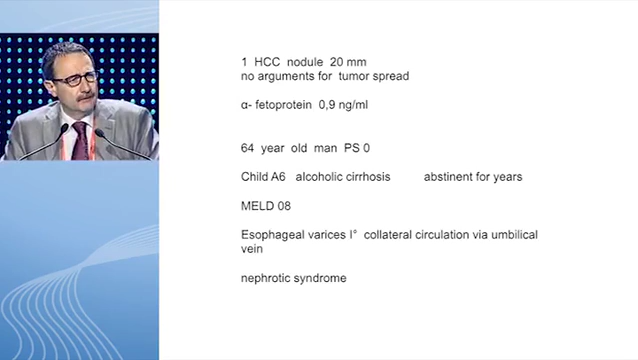 1 HCC nodule 20 mm
no arguments for tumor spread
α- fetoprotein 0,9 ng/ml
64 year old man PS 0
Child A6 alcoholic cirrhosis abstinent for years
MELD 08
Esophageal varices I° collateral circulation via umbilical
vein
nephrotic syndrome